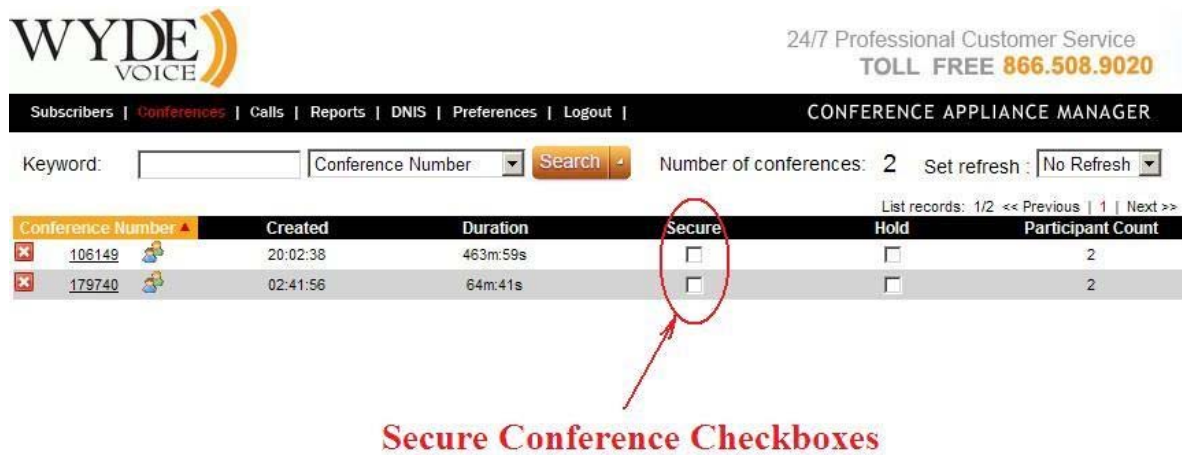 WYDE
VOICE
24/7 Professional Customer Service
TOLL FREE 866.508.9020
Subscribers | Conferences | Calls | Reports | DNIS | Preferences | Logout |
CONFERENCE APPLIANCE MANAGER
Keyword: Conference Number Search Number of conferences: 2 Set refresh : No Refresh
List records: 1/2 << Previous | 1 | Next >>
Conference Number Created Duration Secure Hold Participant Count
106149 20:02:38 463m:59s 2
179740 02:41:56 64m:41s 2
Secure Conference Checkboxes